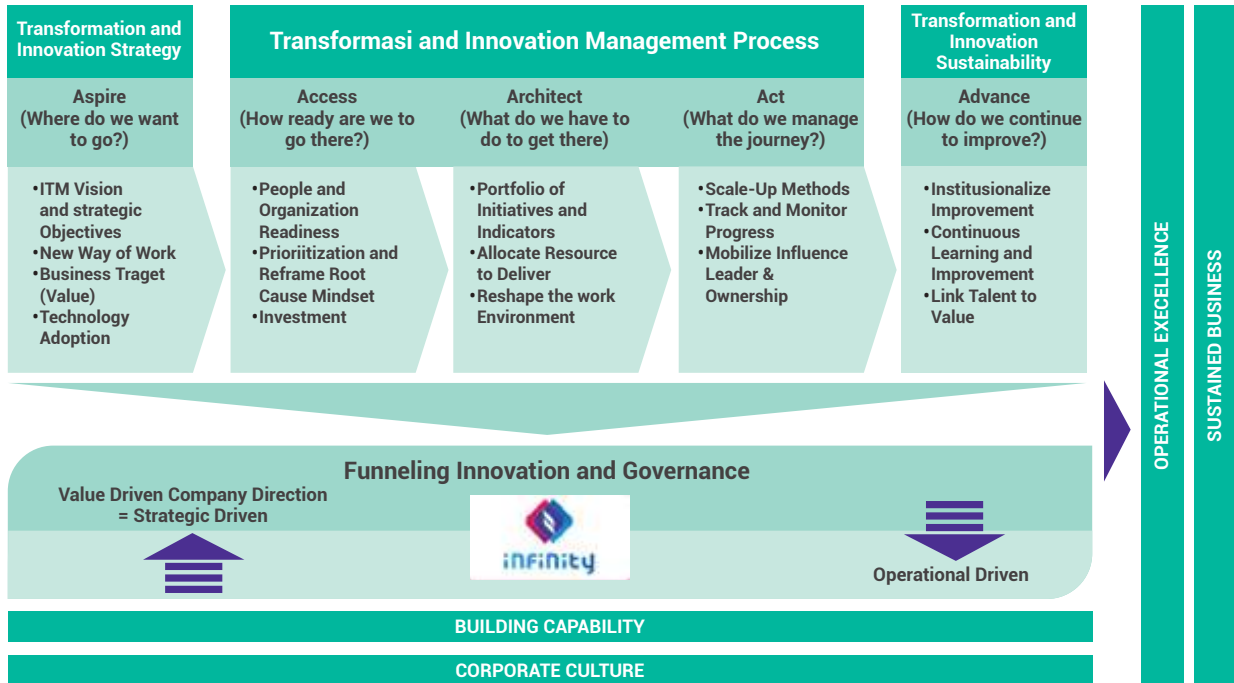 Transformation and
Innovation Strategy
Transformasi and Innovation Management Process
Transformation and
Innovation
Sustainability
Aspire
(Where do we want
to go?)
Access
(How ready are we to
go there?)
Architect
(What do we have to
do to get there)
Act
(What do we manage
the journey?)
Advance
(How do we continue
to improve?)
•ITM Vision
and strategic
Objectives
•New Way of Work
•Business Traget
(Value)
•Technology
Adoption
•People and
Organization
Readiness
•Prioriitization and
Reframe Root
Cause Mindset
•Investment
•Portfolio of
Initiatives and
Indicators
•Allocate Resource
to Deliver
•Reshape the work
Environment
•Scale-Up Methods
•Track and Monitor
Progress
•Mobilize Influence
Leader &
Ownership
•Institusionalize
Improvement
•Continuous
Learning and
Improvement
•Link Talent to
Value
Funneling Innovation and Governance
Value Driven Company Direction
= Strategic Driven
infinity
Operational Driven
BUILDING CAPABILITY
CORPORATE CULTURE
OPERATIONAL EXECELLENCE
SUSTAINED BUSINESS